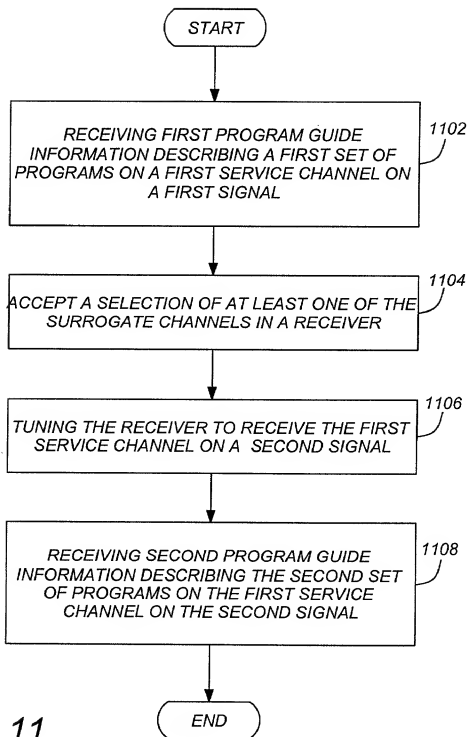 START
RECEIVING FIRST PROGRAM GUIDE
INFORMATION DESCRIBING A FIRST SET OF
PROGRAMS ON A FIRST SERVICE CHANNEL ON
A FIRST SIGNAL
1102
ACCEPT A SELECTION OF AT LEAST ONE OF THE
SURROGATE CHANNELS IN A RECEIVER
1104
TUNING THE RECEIVER TO RECEIVE THE FIRST
SERVICE CHANNEL ON A SECOND SIGNAL
1106
RECEIVING SECOND PROGRAM GUIDE
INFORMATION DESCRIBING THE SECOND SET
OF PROGRAMS ON THE FIRST SERVICE
CHANNEL ON THE SECOND SIGNAL
1108
END
11